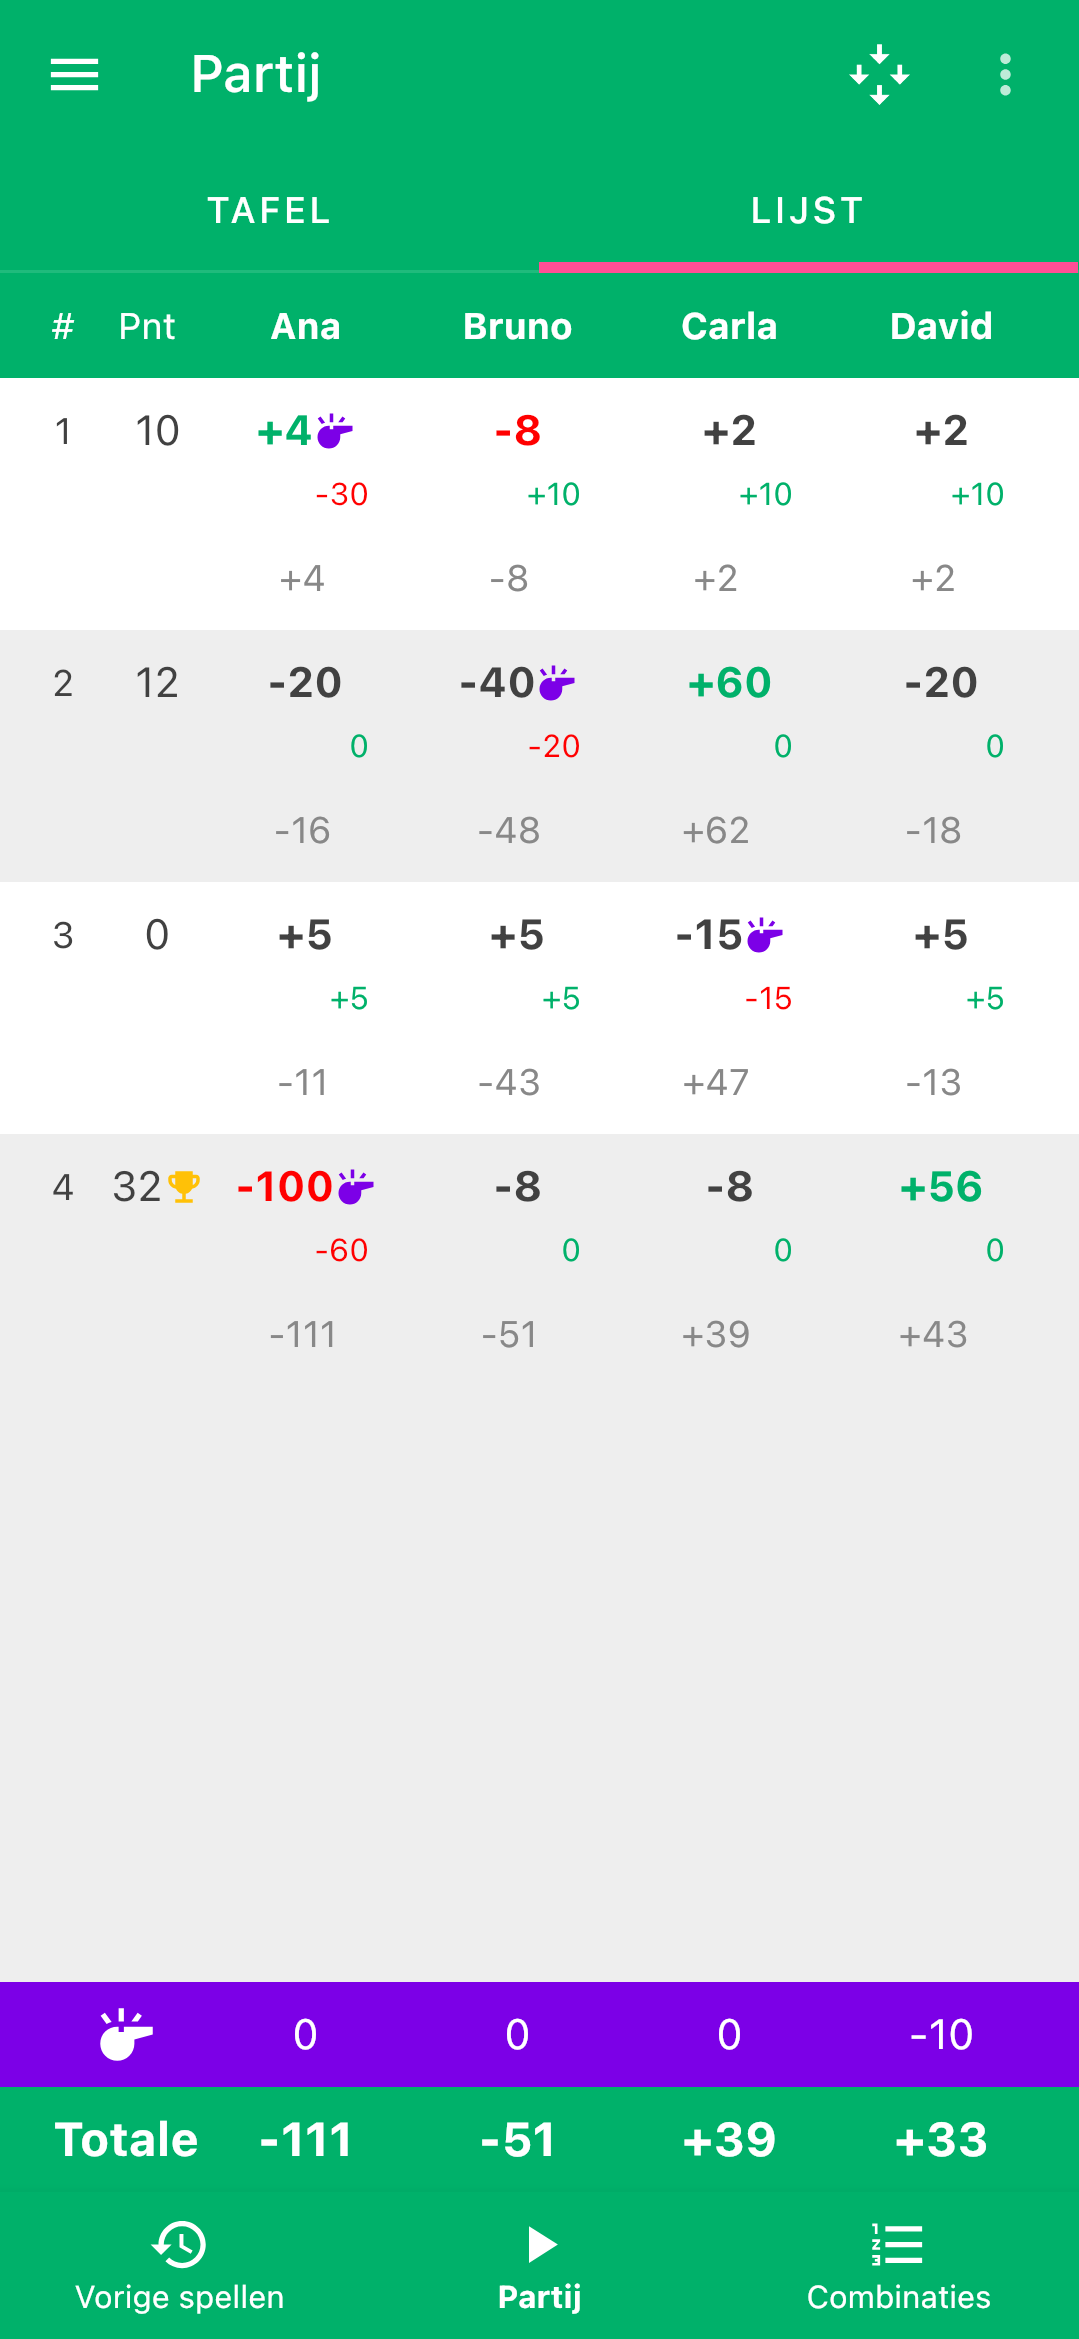 Partij
TAFEL LIJST
# Pnt Ana Bruno Carla David
1 10 +4 -8 +2 +2
-30 +10 +10 +10
+4 -8 +2 +2
2 12 -20 -40 +60 -20
0 -20 0 0
-16 -48 +62 -18
3 0 +5 +5 -15 +5
+5 +5 -15 +5
-11 -43 +47 -13
4 32 -100 -8 -8 +56
-60 0 0 0
-111 -51 +39 +43
0 0 0 -10
Totale -111 -51 +39 +33
Vorige spellen Partij Combinaties